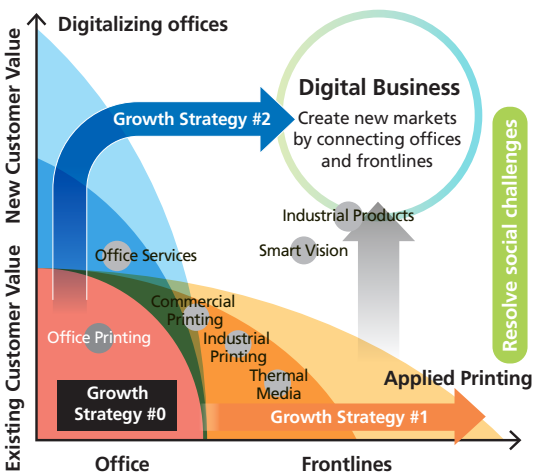 Digitalizing offices
New Customer Value
Existing Customer Value
Growth Strategy #2
Digital Business
Create new markets
by connecting offices
and frontlines
Resolve social challenges
Industrial Products
Smart Vision
Office Services
Commercial
Printing
Office Printing
Industrial
Printing
Thermal
Media
Applied Printing
Growth
Strategy #0
Growth Strategy #1
Office
Frontlines